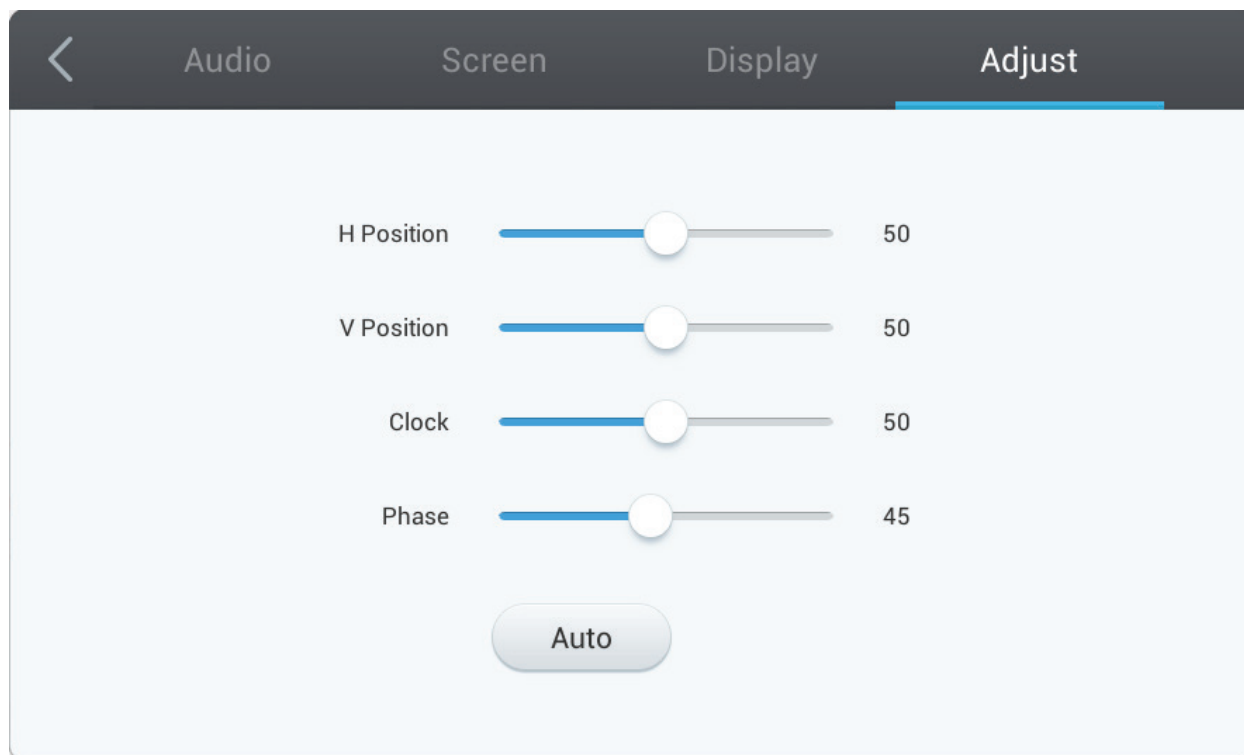 Audio Screen Display Adjust
H Position 50
V Position 50
Clock 50
Phase 45
Auto